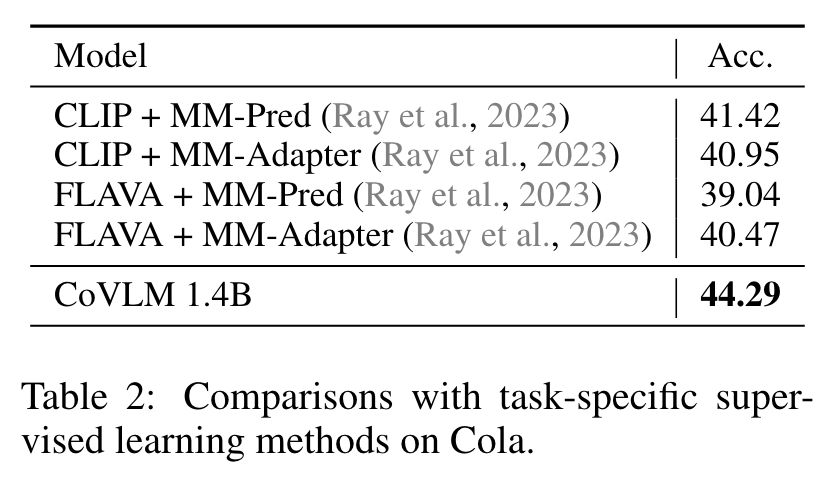 Model Acc.
CLIP + MM-Pred (Ray et al., 2023) 41.42
CLIP + MM-Adapter (Ray et al., 2023) 40.95
FLAVA + MM-Pred (Ray et al., 2023) 39.04
FLAVA + MM-Adapter (Ray et al., 2023) 40.47
CoVLM 1.4B 44.29
Table 2: Comparisons with task-specific super-
vised learning methods on Cola.